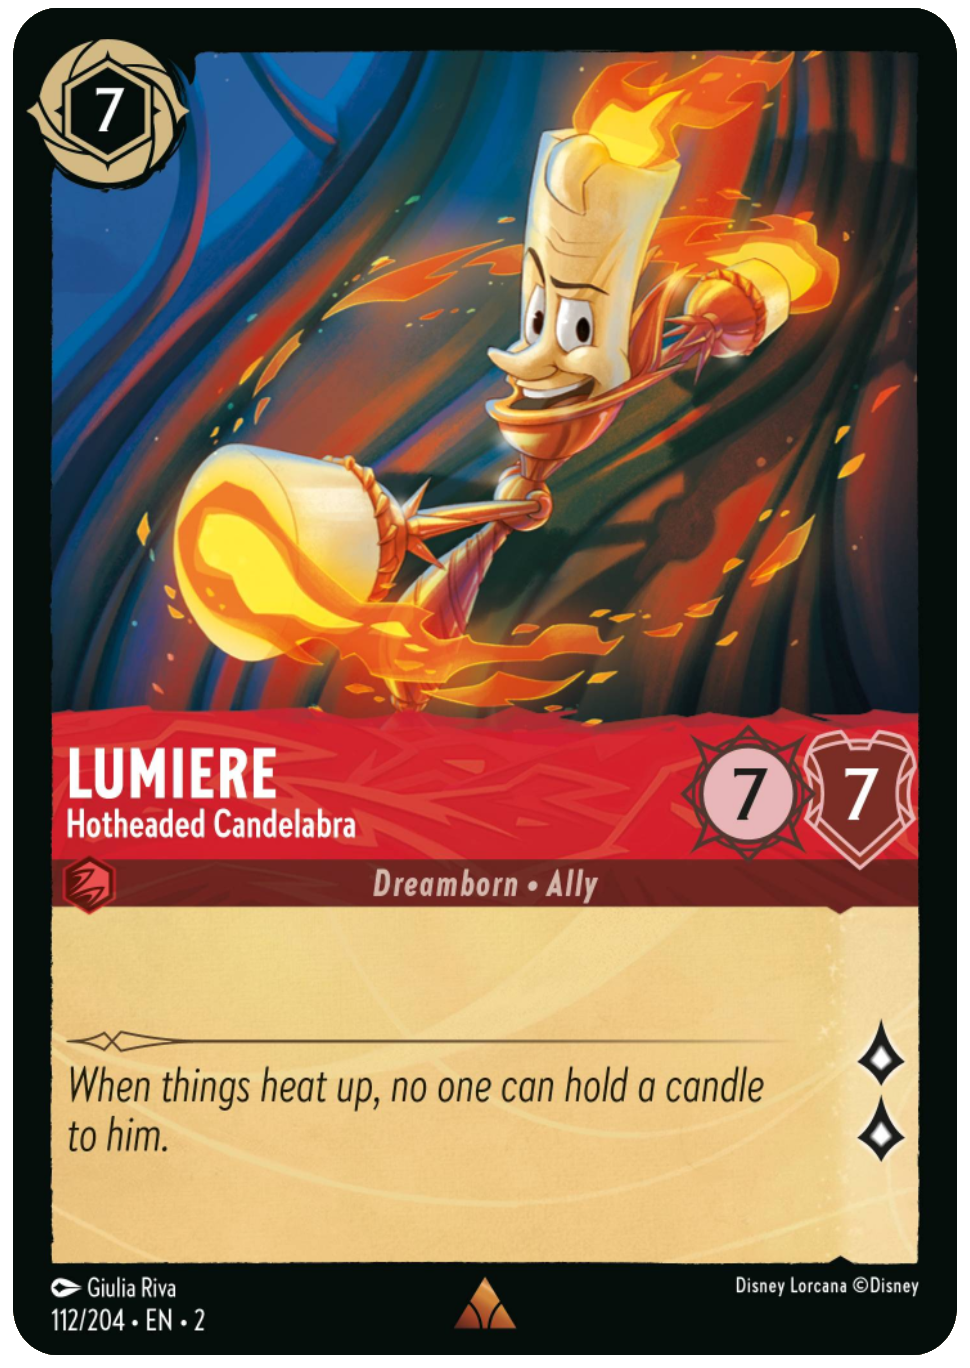 7
LUMIERE
Hotheaded Candelabra
7 7
Dreamborn • Ally
When things heat up, no one can hold a candle
to him.
Giulia Riva
112/204 • EN • 2
Disney Lorcana ©Disney